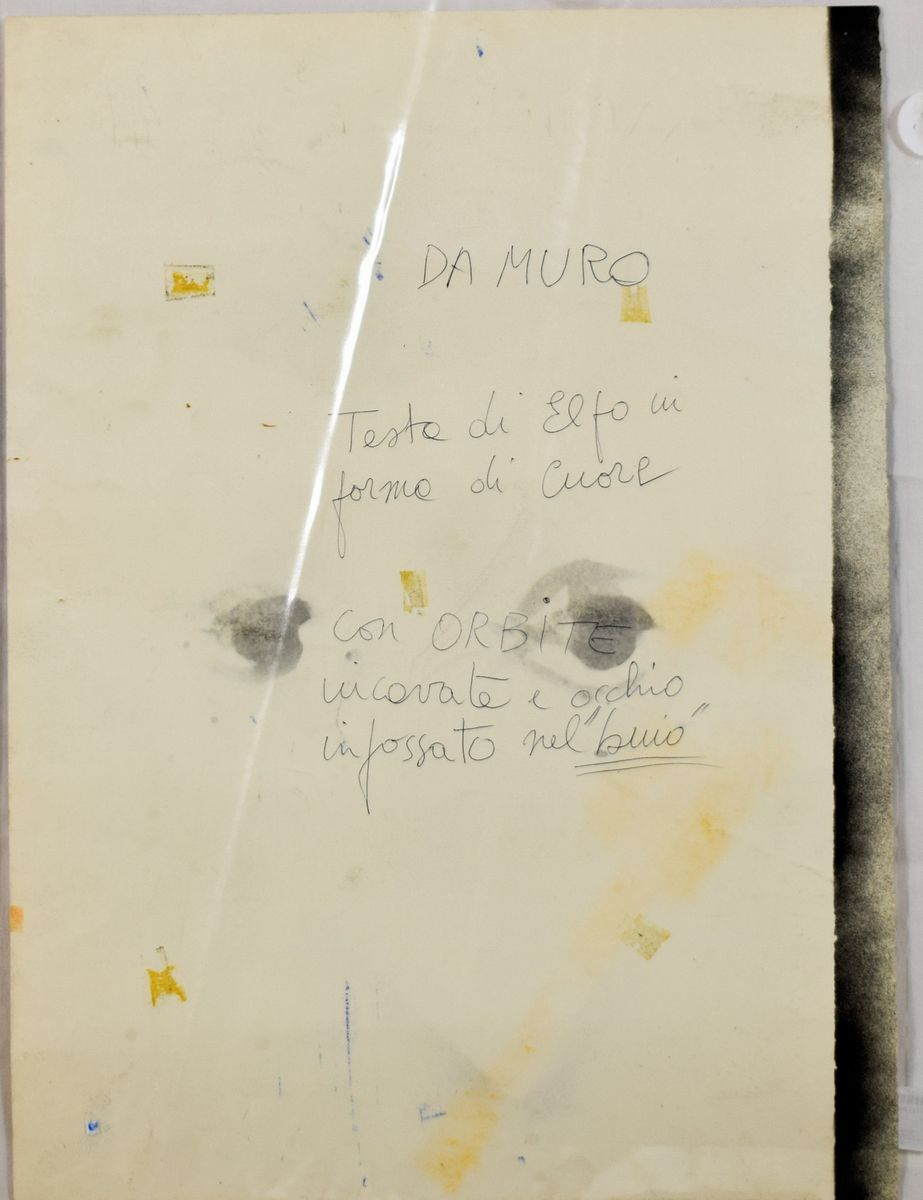 DA MURO
Testa di Elfo in
forma di Cuore
con ORBITE
incavate e occhio
infossato nel "buio"